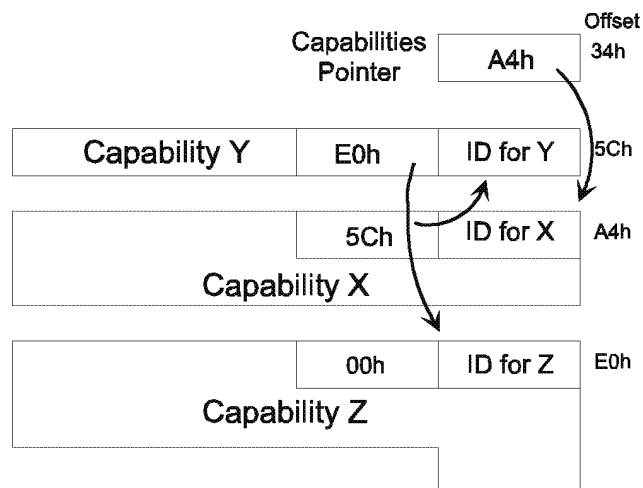 Offset
Capabilities Pointer A4h 34h
Capability Y E0h ID for Y 5Ch
5Ch ID for X A4h
Capability X
00h ID for Z E0h
Capability Z